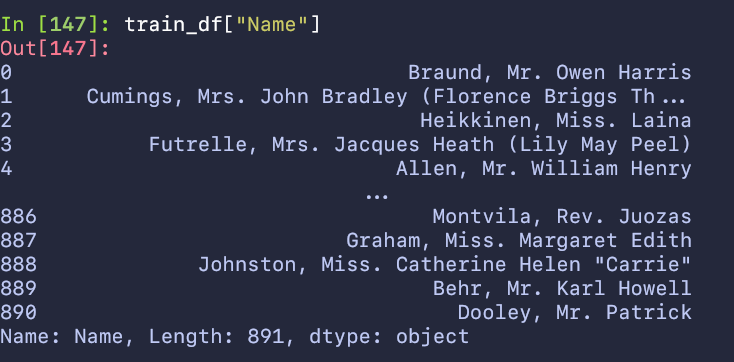 In [147]: train_df["Name"]
Out[147]:
0                                Braund, Mr. Owen Harris
1      Cumings, Mrs. John Bradley (Florence Briggs Th...
2                                 Heikkinen, Miss. Laina
3           Futrelle, Mrs. Jacques Heath (Lily May Peel)
4                               Allen, Mr. William Henry
                             ...
886                                Montvila, Rev. Juozas
887                         Graham, Miss. Margaret Edith
888             Johnston, Miss. Catherine Helen "Carrie"
889                                Behr, Mr. Karl Howell
890                                  Dooley, Mr. Patrick
Name: Name, Length: 891, dtype: object